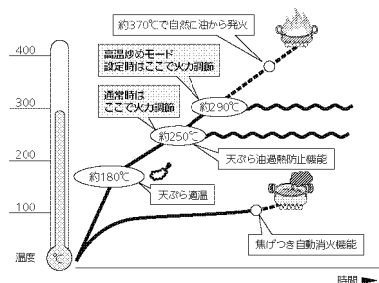 約370℃で自然に油から発火
400
高温炒めモード
設定時はここで火力調節
300
通常時は
ここで火力調節
約290℃
約250℃
200
天ぷら油過熱防止機能
約180℃
天ぷら適温
100
焦げつき自動消火機能
温度
℃
時間